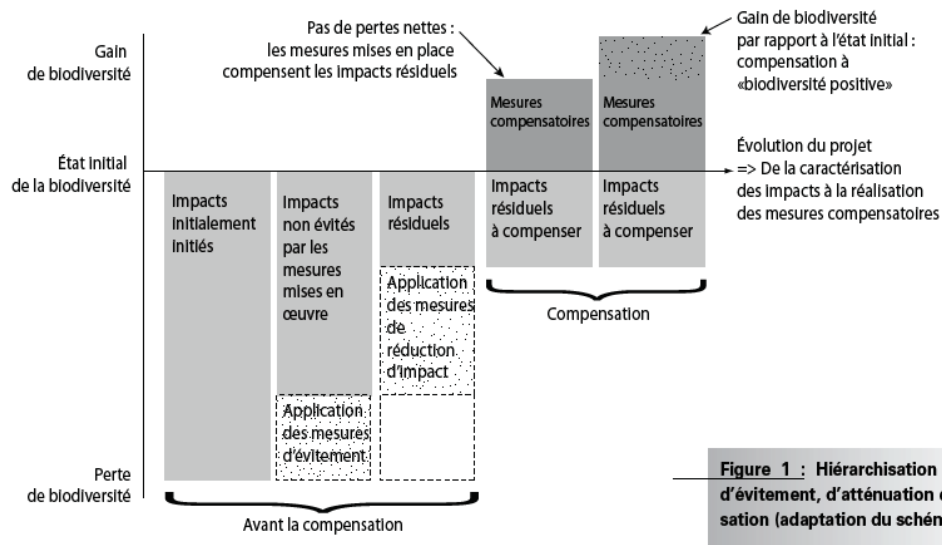 Pas de pertes nettes :
les mesures mises en place
compensent les impacts résiduels
Gain de biodiversité
par rapport à l'état initial :
compensation à
«biodiversité positive»
Gain
de biodiversité
Mesures
compensatoires
Mesures
compensatoires
État initial
de la biodiversité
Évolution du projet
=> De la caractérisation
des impacts à la réalisation
des mesures compensatoires
Impacts
initialement
initiés
Impacts
non évités
par les
mesures
mises en
œuvre
Impacts
résiduels
Impacts
résiduels
à compenser
Impacts
résiduels
à compenser
Application
des mesures
de
réduction
d'impact
Compensation
Application
des mesures
d'évitement
Perte
de biodiversité
Avant la compensation
Figure 1 : Hiérarchisation
d'évitement, d'atténuation
sation (adaptation du